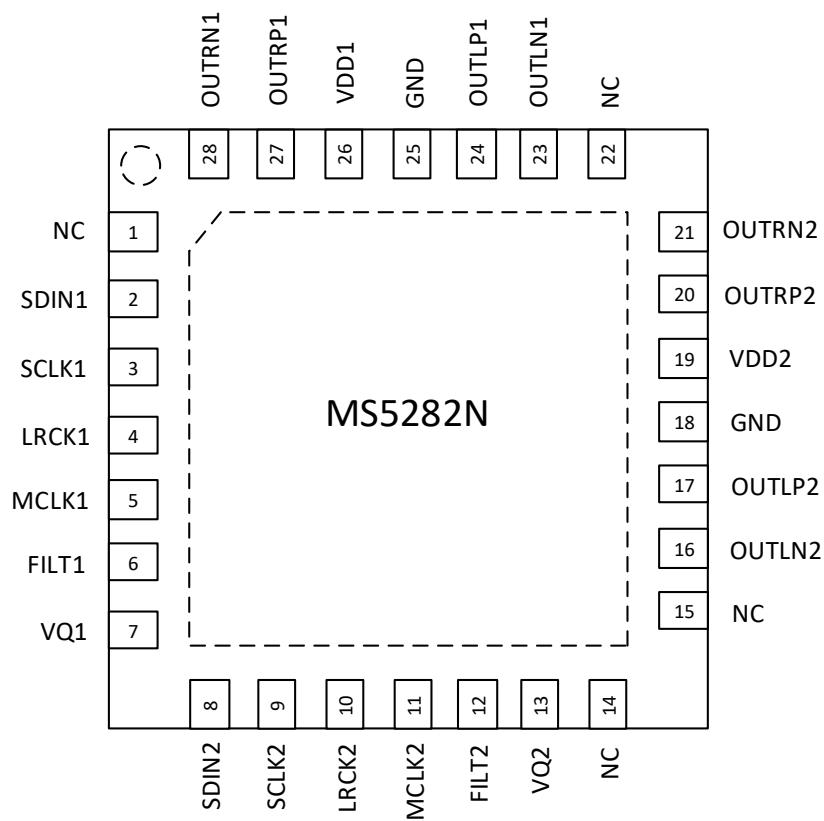 OUTRN1
OUTRP1
VDD1
GND
OUTLP1
OUTLN1
NC
28
27
26
25
24
23
22
NC 1
SDIN1 2
SCLK1 3
LRCK1 4
MCLK1 5
FILT1 6
VQ1 7
MS5282N
21 OUTRN2
20 OUTRP2
19 VDD2
18 GND
17 OUTLP2
16 OUTLN2
15 NC
8
9
10
11
12
13
14
SDIN2
SCLK2
LRCK2
MCLK2
FILT2
VQ2
NC